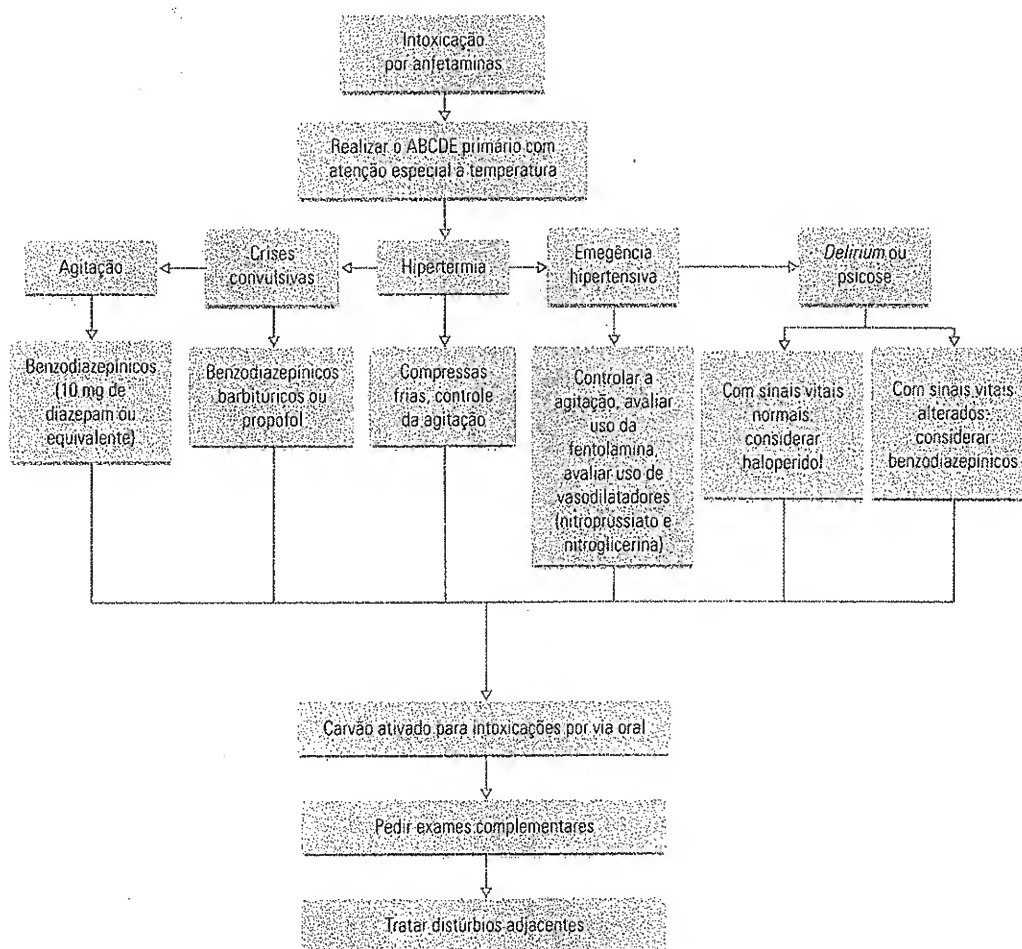 Intoxicação
por anfetaminas
Realizar o ABCDE primário com
atenção especial à temperatura
Agitação
Crises
convulsivas
Hipertermia
Emegência
hipertensiva
Delirium ou
psicose
Benzodiazepínicos
(10 mg de
diazepam ou
equivalente)
Benzodiazepínicos
barbitúricos ou
propofol
Compressas
frias, controle
da agitação
Controlar a
agitação, avaliar
uso da
fentolamina,
avaliar uso de
vasodilatadores
(nitroprussiato e
nitroglicerina)
Com sinais vitais
normais:
considerar
haloperidol
Com sinais vitais
alterados:
considerar
benzodiazepínicos
Carvão ativado para intoxicações por via oral
Pedir exames complementares
Tratar distúrbios adjacentes